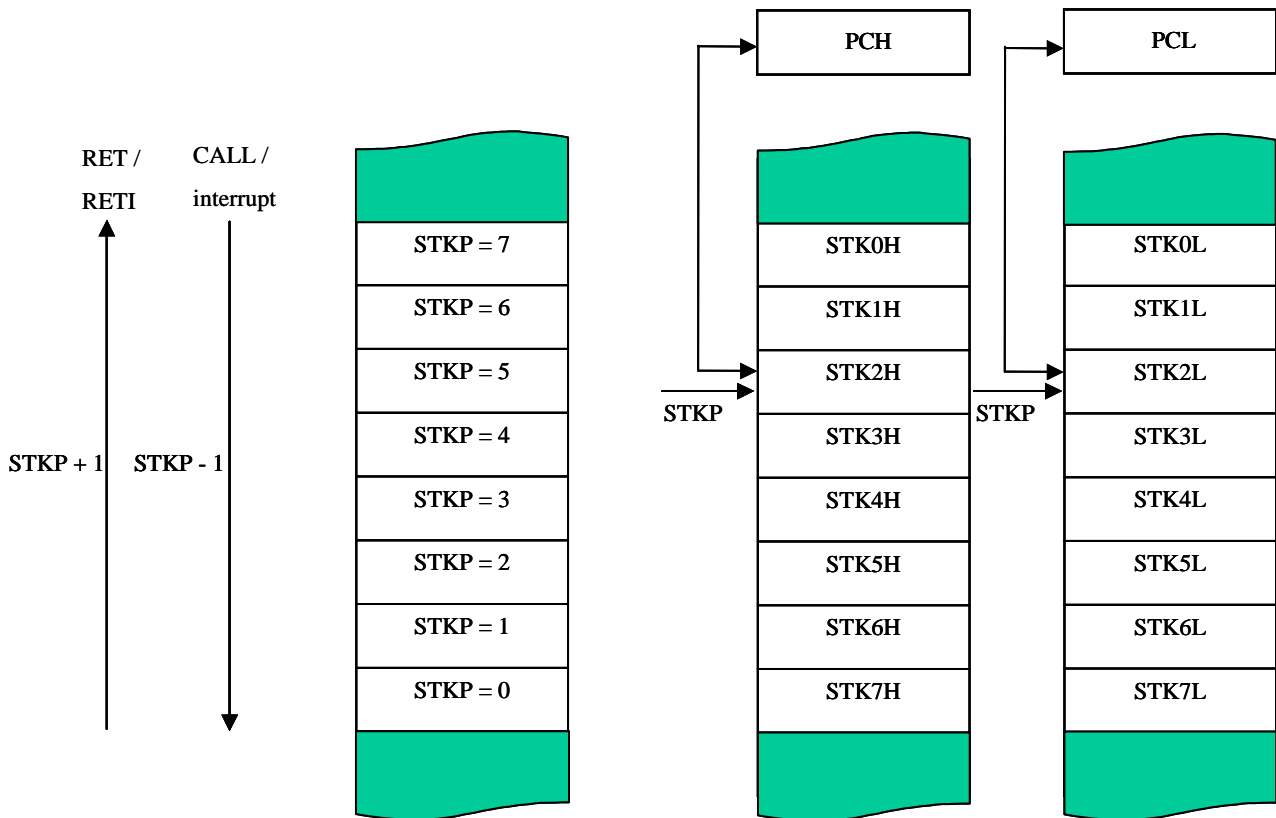 PCH
PCL
RET /
RETI
CALL /
interrupt
STKP + 1
STKP - 1
STKP = 7
STKP = 6
STKP = 5
STKP = 4
STKP = 3
STKP = 2
STKP = 1
STKP = 0
STKP
STK0H
STK1H
STK2H
STK3H
STK4H
STK5H
STK6H
STK7H
STKP
STK0L
STK1L
STK2L
STK3L
STK4L
STK5L
STK6L
STK7L